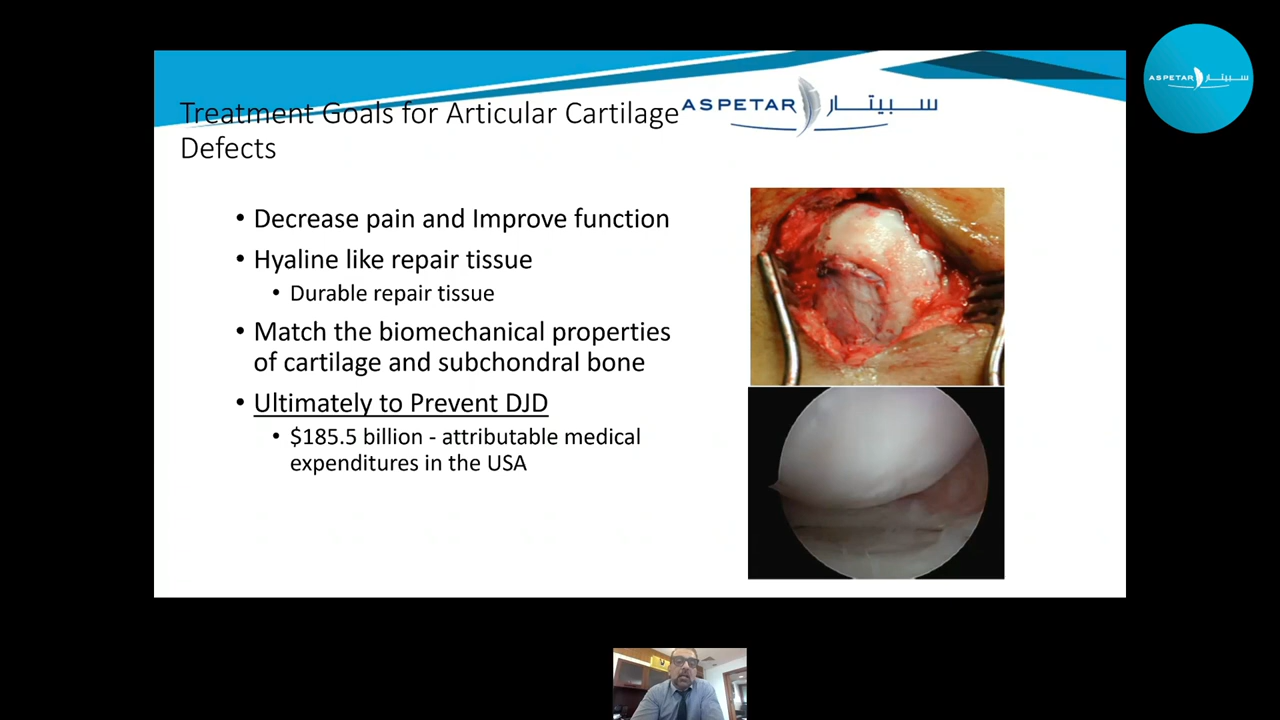 Treatment Goals for Articular Cartilage
Defects
ASPETAR سبيتار
• Decrease pain and Improve function
• Hyaline like repair tissue
• Durable repair tissue
• Match the biomechanical properties
of cartilage and subchondral bone
• Ultimately to Prevent DJD
• $185.5 billion - attributable medical
expenditures in the USA
ASPETAR سبيتار